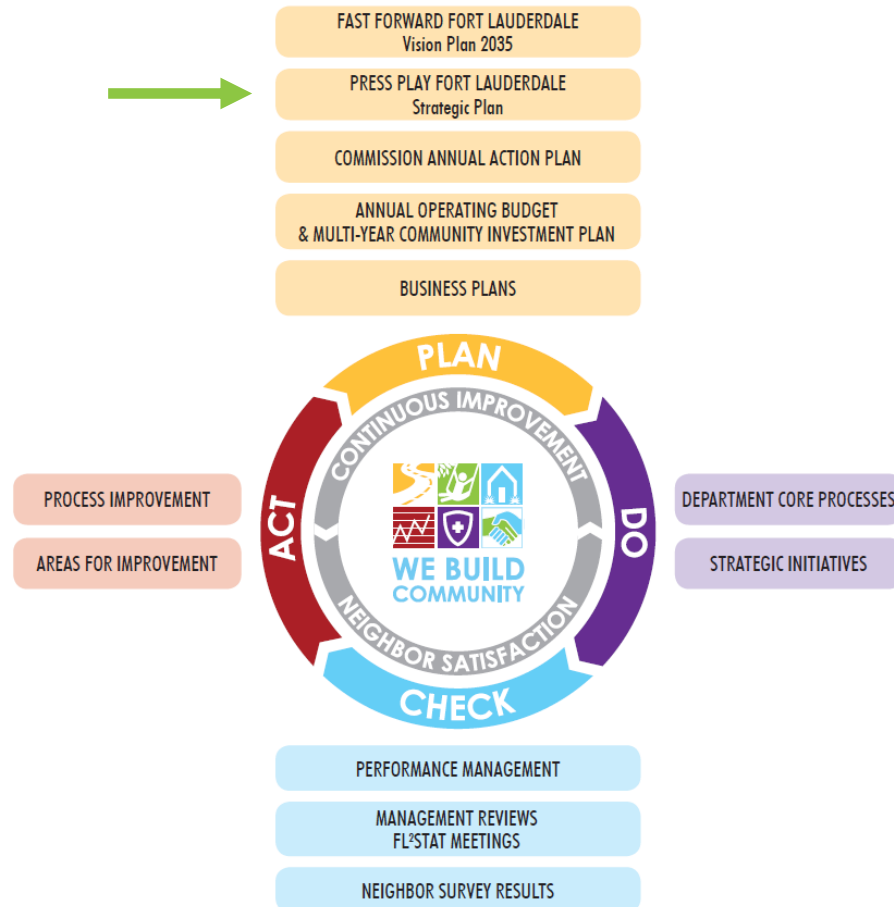 FAST FORWARD FORT LAUDERDALE
Vision Plan 2035
PRESS PLAY FORT LAUDERDALE
Strategic Plan
COMMISSION ANNUAL ACTION PLAN
ANNUAL OPERATING BUDGET
& MULTI-YEAR COMMUNITY INVESTMENT PLAN
BUSINESS PLANS
PLAN
CONTINUOUS IMPROVEMENT
ACT
PROCESS IMPROVEMENT
AREAS FOR IMPROVEMENT
WE BUILD
COMMUNITY
DO
DEPARTMENT CORE PROCESSES
STRATEGIC INITIATIVES
NEIGHBOR SATISFACTION
CHECK
PERFORMANCE MANAGEMENT
MANAGEMENT REVIEWS
FL²STAT MEETINGS
NEIGHBOR SURVEY RESULTS